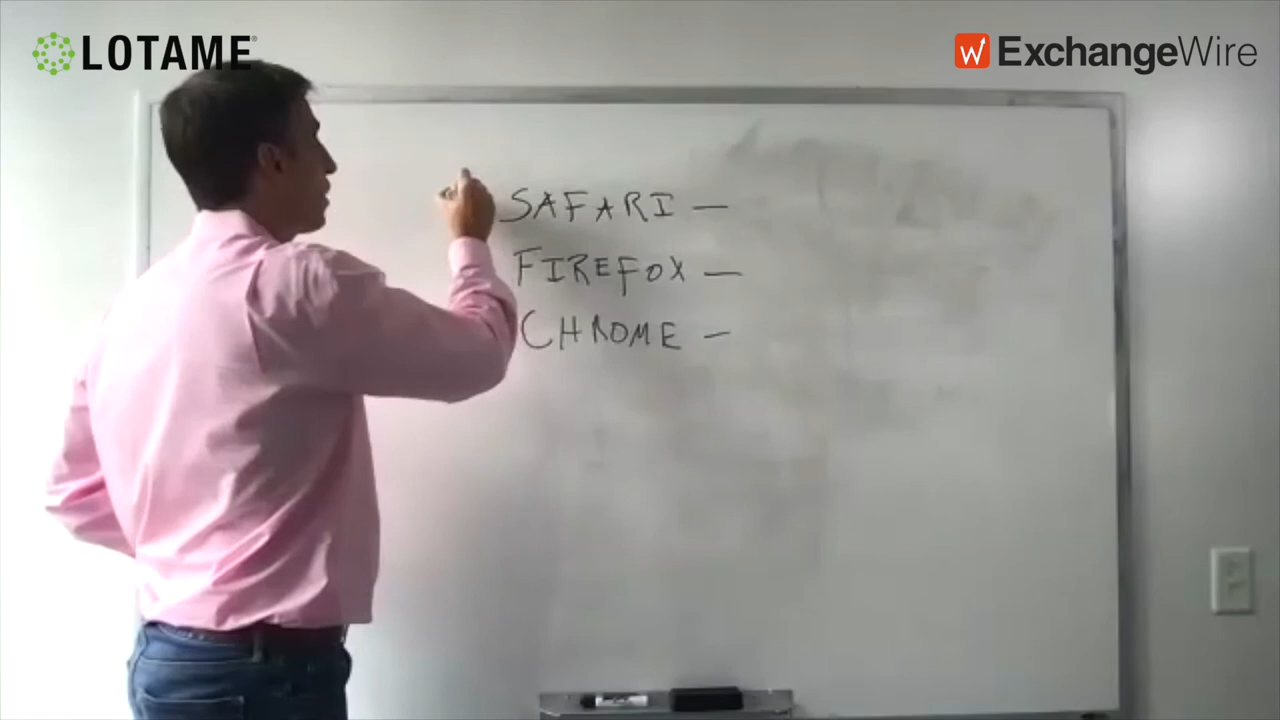 LOTAME
ExchangeWire
SAFARI —
FIREFOX —
CHROME —